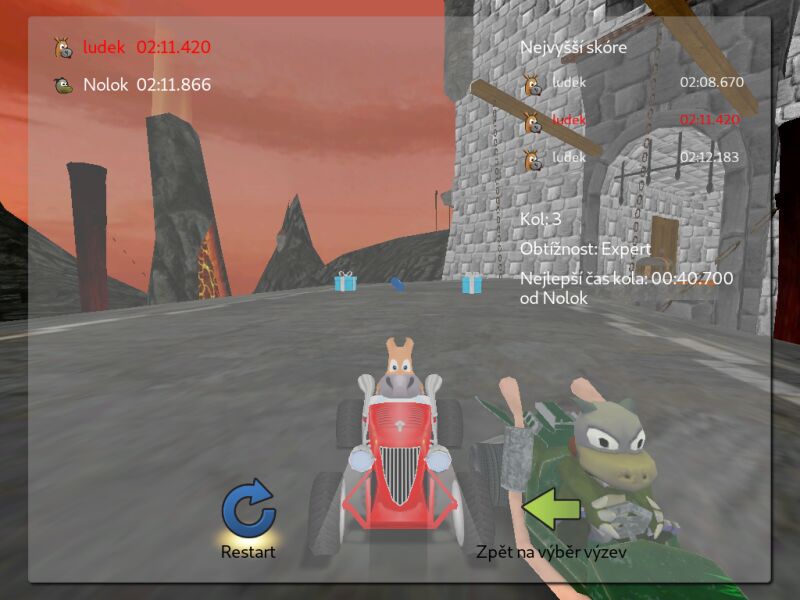 ludek 02:11.420
Nolok 02:11.866
Nejvyšší skóre
ludek 02:08.670
ludek 02:11.420
ludek 02:12.183
Kol: 3
Obtížnost: Expert
Nejlepší čas kola: 00:40.700
od Nolok
Restart
Zpět na výběr výzev